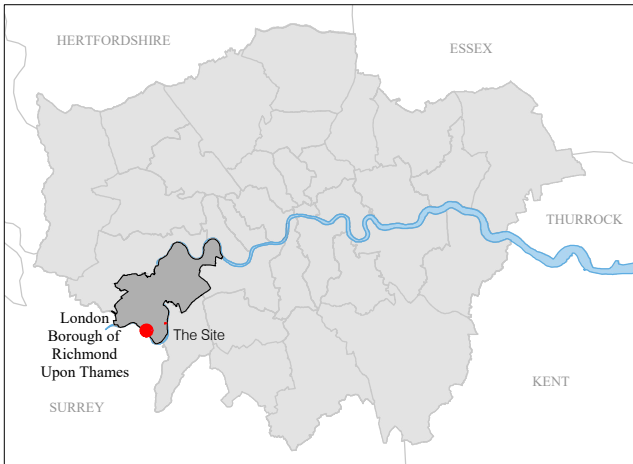 HERTFORDSHIRE
ESSEX
THURROCK
London
Borough of
Richmond
Upon Thames
The Site
KENT
SURREY